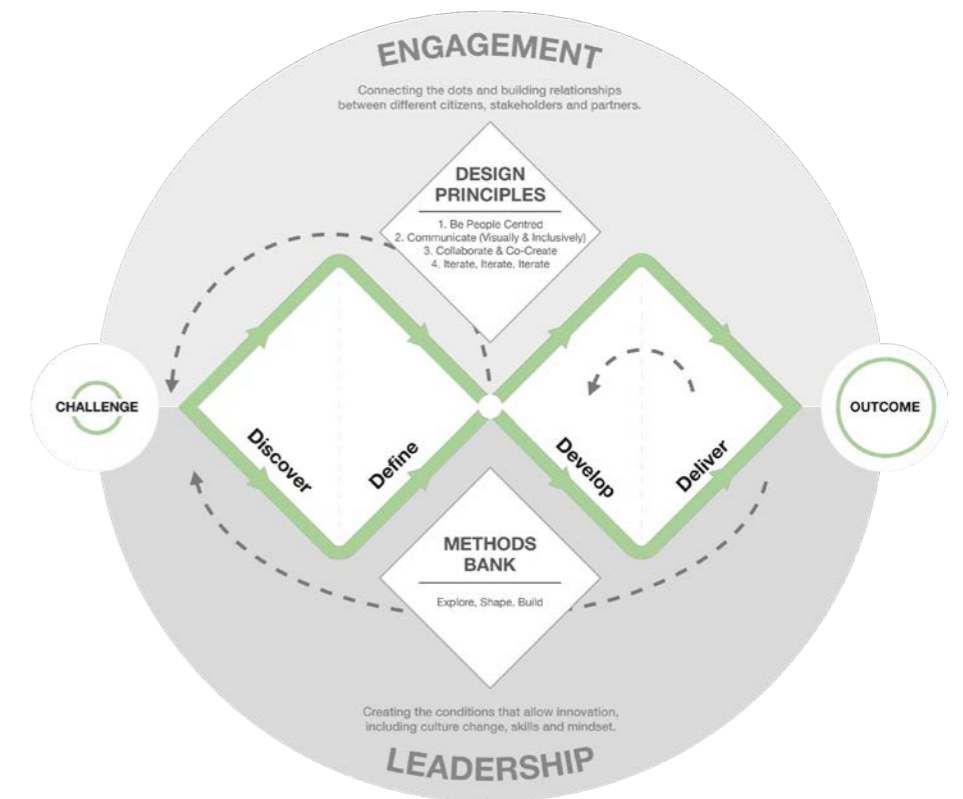 ENGAGEMENT
Connecting the dots and building relationships
between different citizens, stakeholders and partners.
DESIGN
PRINCIPLES
1. Be People Centred
2. Communicate (Visually & Inclusively)
3. Collaborate & Co-Create
4. Iterate, Iterate, Iterate
CHALLENGE
Discover
Define
Develop
Deliver
OUTCOME
METHODS
BANK
Explore, Shape, Build
Creating the conditions that allow innovation,
including culture change, skills and mindset.
LEADERSHIP